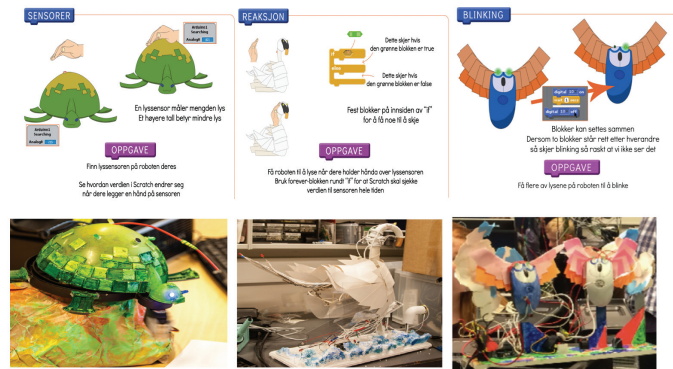 SENSORER
Arduino1
Searching
Analog0
En lyssensor måler mengden lys
Et høyere tall betyr mindre lys
Arduino1
Searching
Analog0
OPPGAVE
Finn lyssensoren på roboten deres
Se hvordan verdien i Scratch endrer seg
når dere legger en hånd på sensoren
REAKSJON
Dette skjer hvis
den grønne blokken er true
Dette skjer hvis
den grønne blokken er false
Fest blokker på innsiden av "if"
for å få noe til å skje
OPPGAVE
Få roboten til å lyse når dere holder hånda over lyssensoren
Bruk forever-blokken rundt "if" for at Scratch skal sjekke
verdien til sensoren hele tiden
BLINKING
digital on
digital off
Blokker kan settes sammen
Dersom to blokker står rett etter hverandre
så skjer blinking så raskt at vi ikke ser det
OPPGAVE
Få flere av lysene på roboten til å blinke